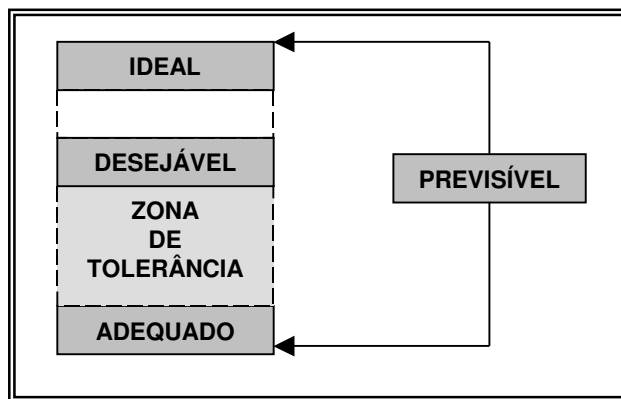 IDEAL
DESEJÁVEL
ZONA
DE
TOLERÂNCIA
ADEQUADO
PREVISÍVEL